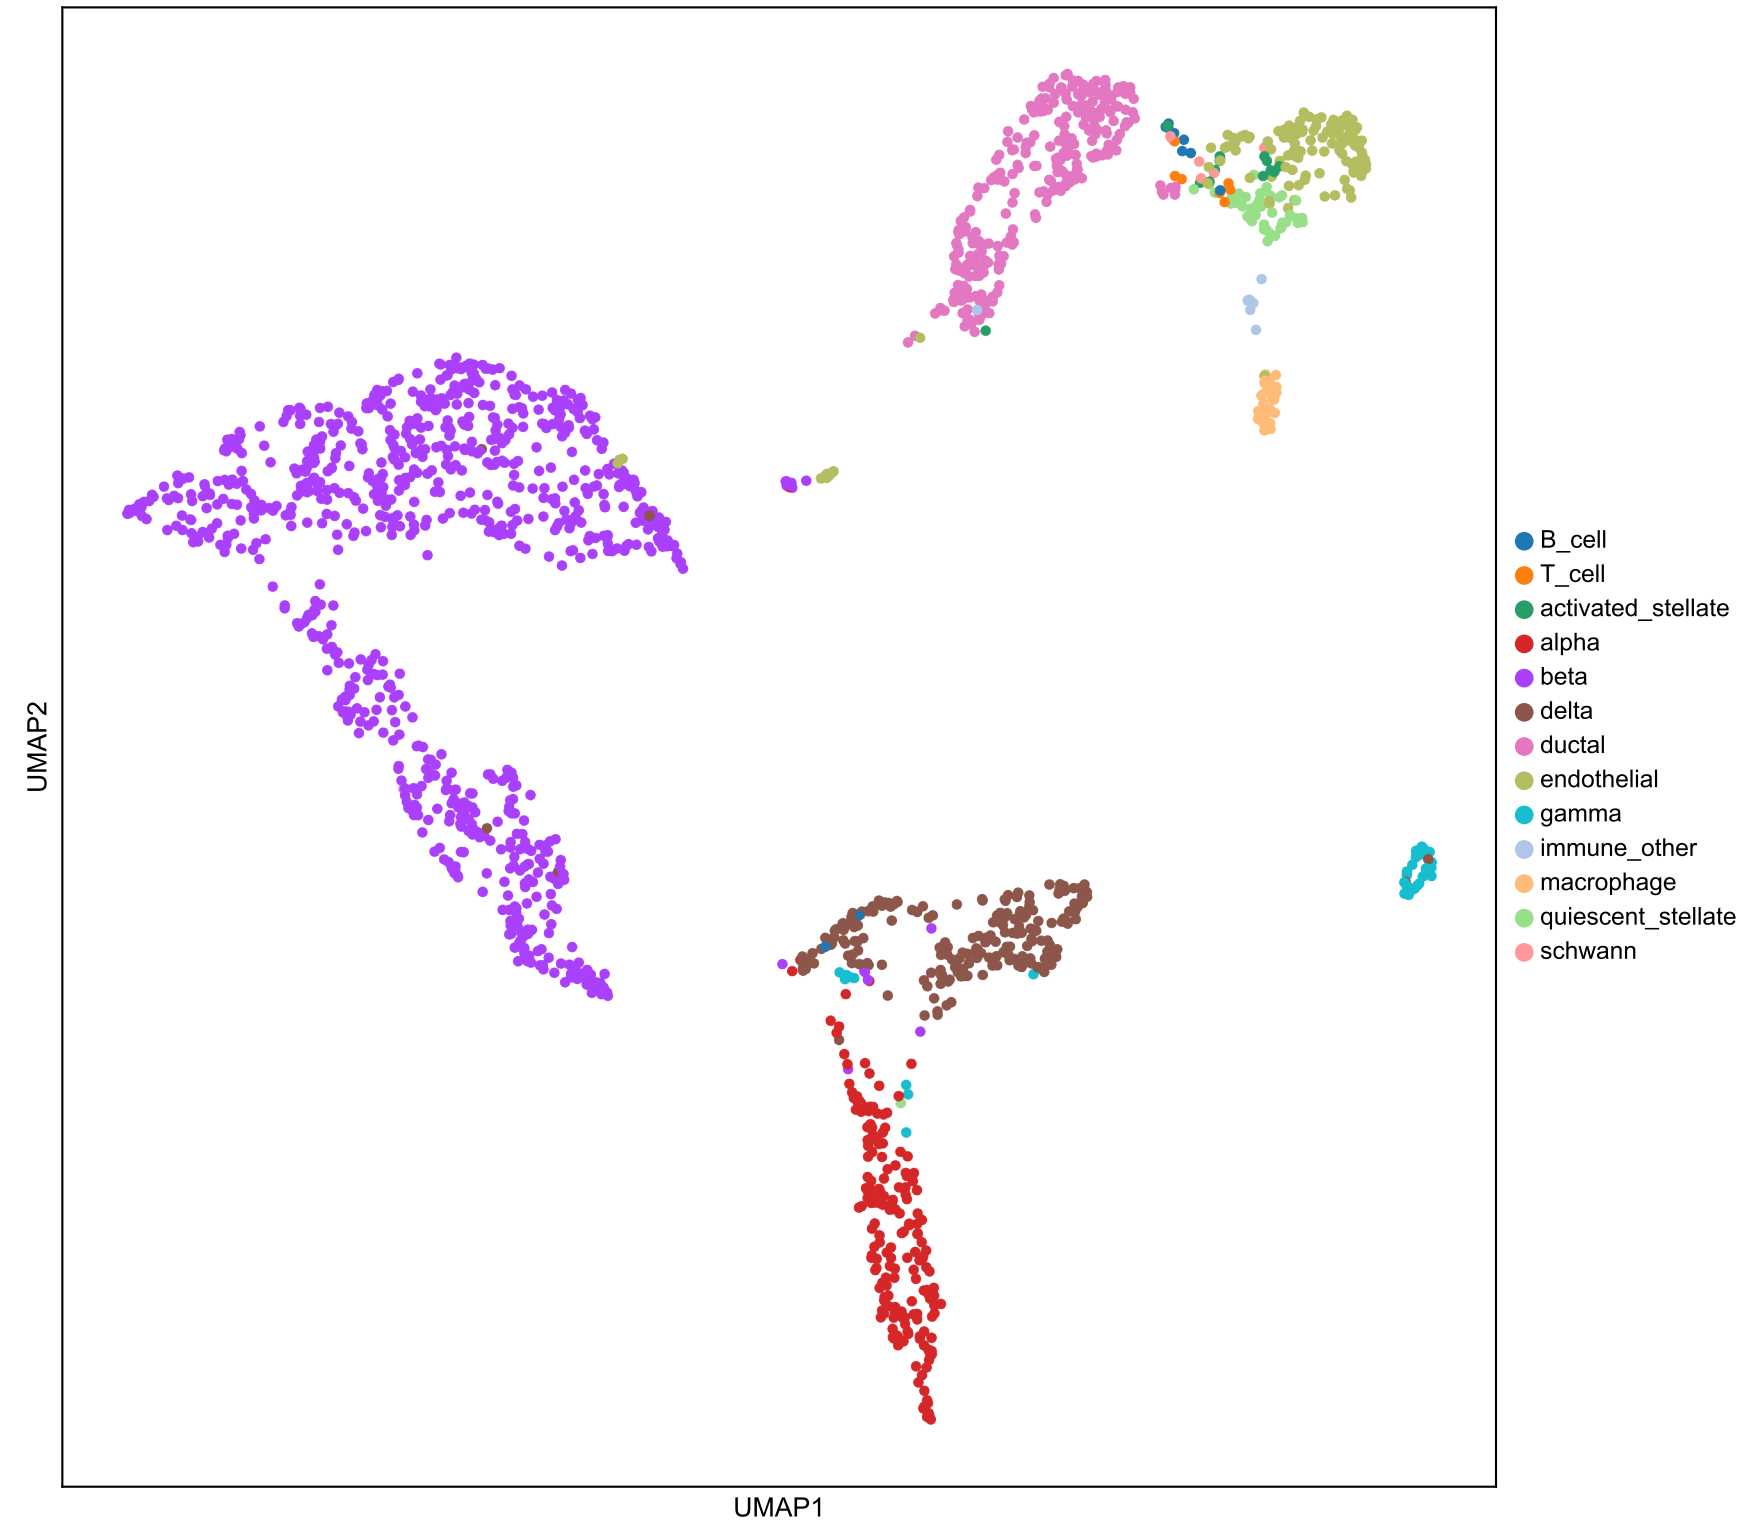 UMAP2
UMAP1
B_cell
T_cell
activated_stellate
alpha
beta
delta
ductal
endothelial
gamma
immune_other
macrophage
quiescent_stellate
schwann